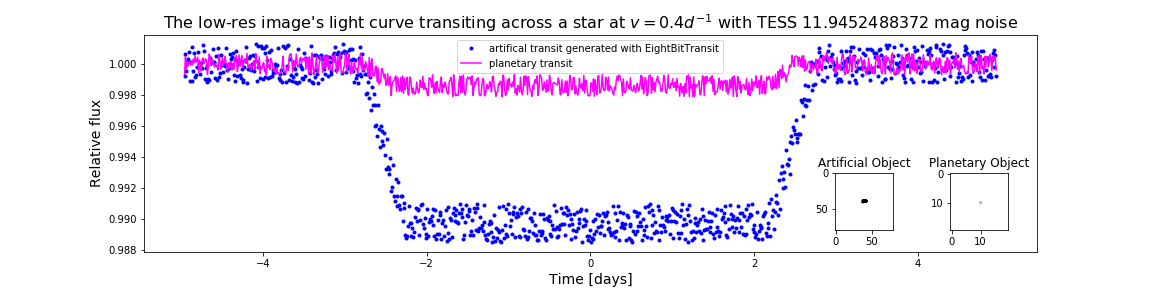 The low-res image's light curve transiting across a star at v = 0.4d⁻¹ with TESS 11.9452488372 mag noise
artifical transit generated with EightBitTransit
planetary transit
Relative flux
1.000
0.998
0.996
0.994
0.992
0.990
0.988
Artificial Object
0
50
0 50
Planetary Object
0
10
0 10
−4 −2 0 2 4
Time [days]